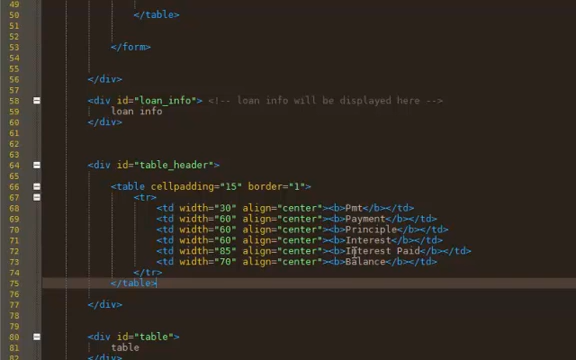 49
50 </table>
51
52
53 </form>
54
55
56 </div>
57
58 <div id="loan_info"> <!-- loan info will be displayed here -->
59 loan info
60 </div>
61
62
63
64 <div id="table_header">
65
66 <table cellpadding="15" border="1">
67 <tr>
68 <td width="30" align="center"><b>Pmt</b></td>
69 <td width="60" align="center"><b>Payment</b></td>
70 <td width="60" align="center"><b>Principle</b></td>
71 <td width="60" align="center"><b>Interest</b></td>
72 <td width="85" align="center"><b>Interest Paid</b></td>
73 <td width="70" align="center"><b>Balance</b></td>
74 </tr>
75 </table>
76
77 </div>
78
79
80 <div id="table">
81 table
82 </div>